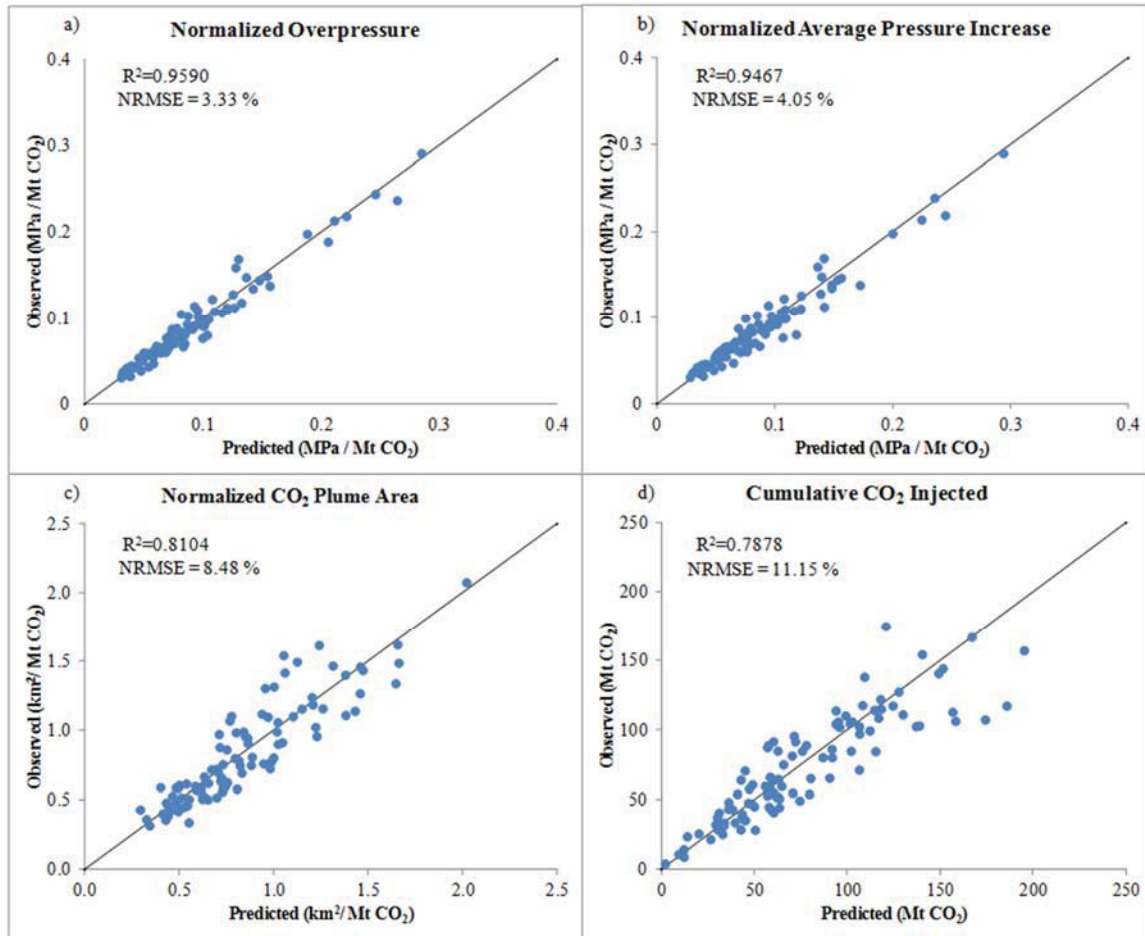 a)
Normalized Overpressure
R²=0.9590
NRMSE = 3.33 %
Observed (MPa / Mt CO₂)
0.4
0.3
0.2
0.1
0
0 0.1 0.2 0.3 0.4
Predicted (MPa / Mt CO₂)
b)
Normalized Average Pressure Increase
R²=0.9467
NRMSE = 4.05 %
Observed (MPa / Mt CO₂)
0.4
0.3
0.2
0.1
0
0 0.1 0.2 0.3 0.4
Predicted (MPa / Mt CO₂)
c)
Normalized CO₂ Plume Area
R²=0.8104
NRMSE = 8.48 %
Observed (km²/ Mt CO₂)
2.5
2.0
1.5
1.0
0.5
0.0
0.0 0.5 1.0 1.5 2.0 2.5
Predicted (km²/ Mt CO₂)
d)
Cumulative CO₂ Injected
R²=0.7878
NRMSE = 11.15 %
Observed (Mt CO₂)
250
200
150
100
50
0
0 50 100 150 200 250
Predicted (Mt CO₂)